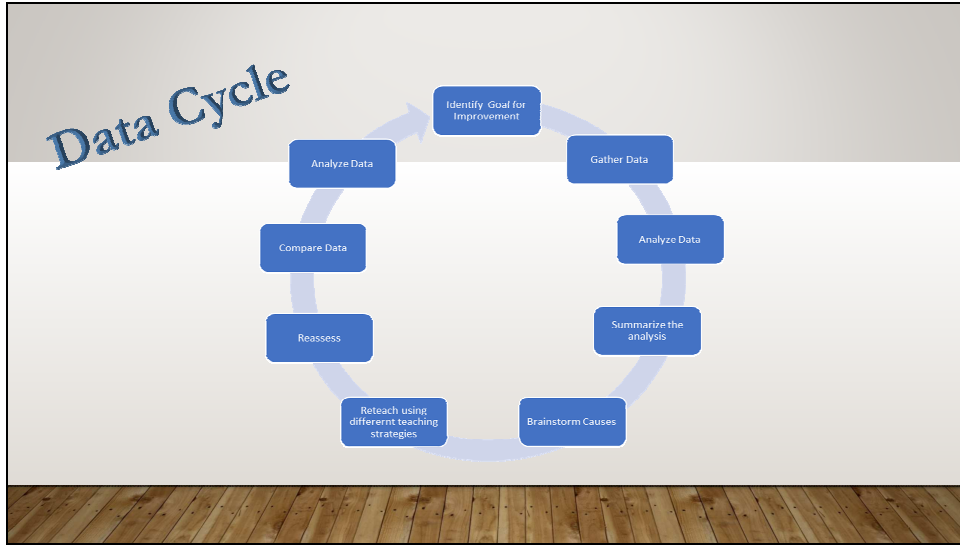 Data Cycle
Identify Goal for
Improvement
Gather Data
Analyze Data
Summarize the
analysis
Brainstorm Causes
Reteach using
differernt teaching
strategies
Reassess
Compare Data
Analyze Data